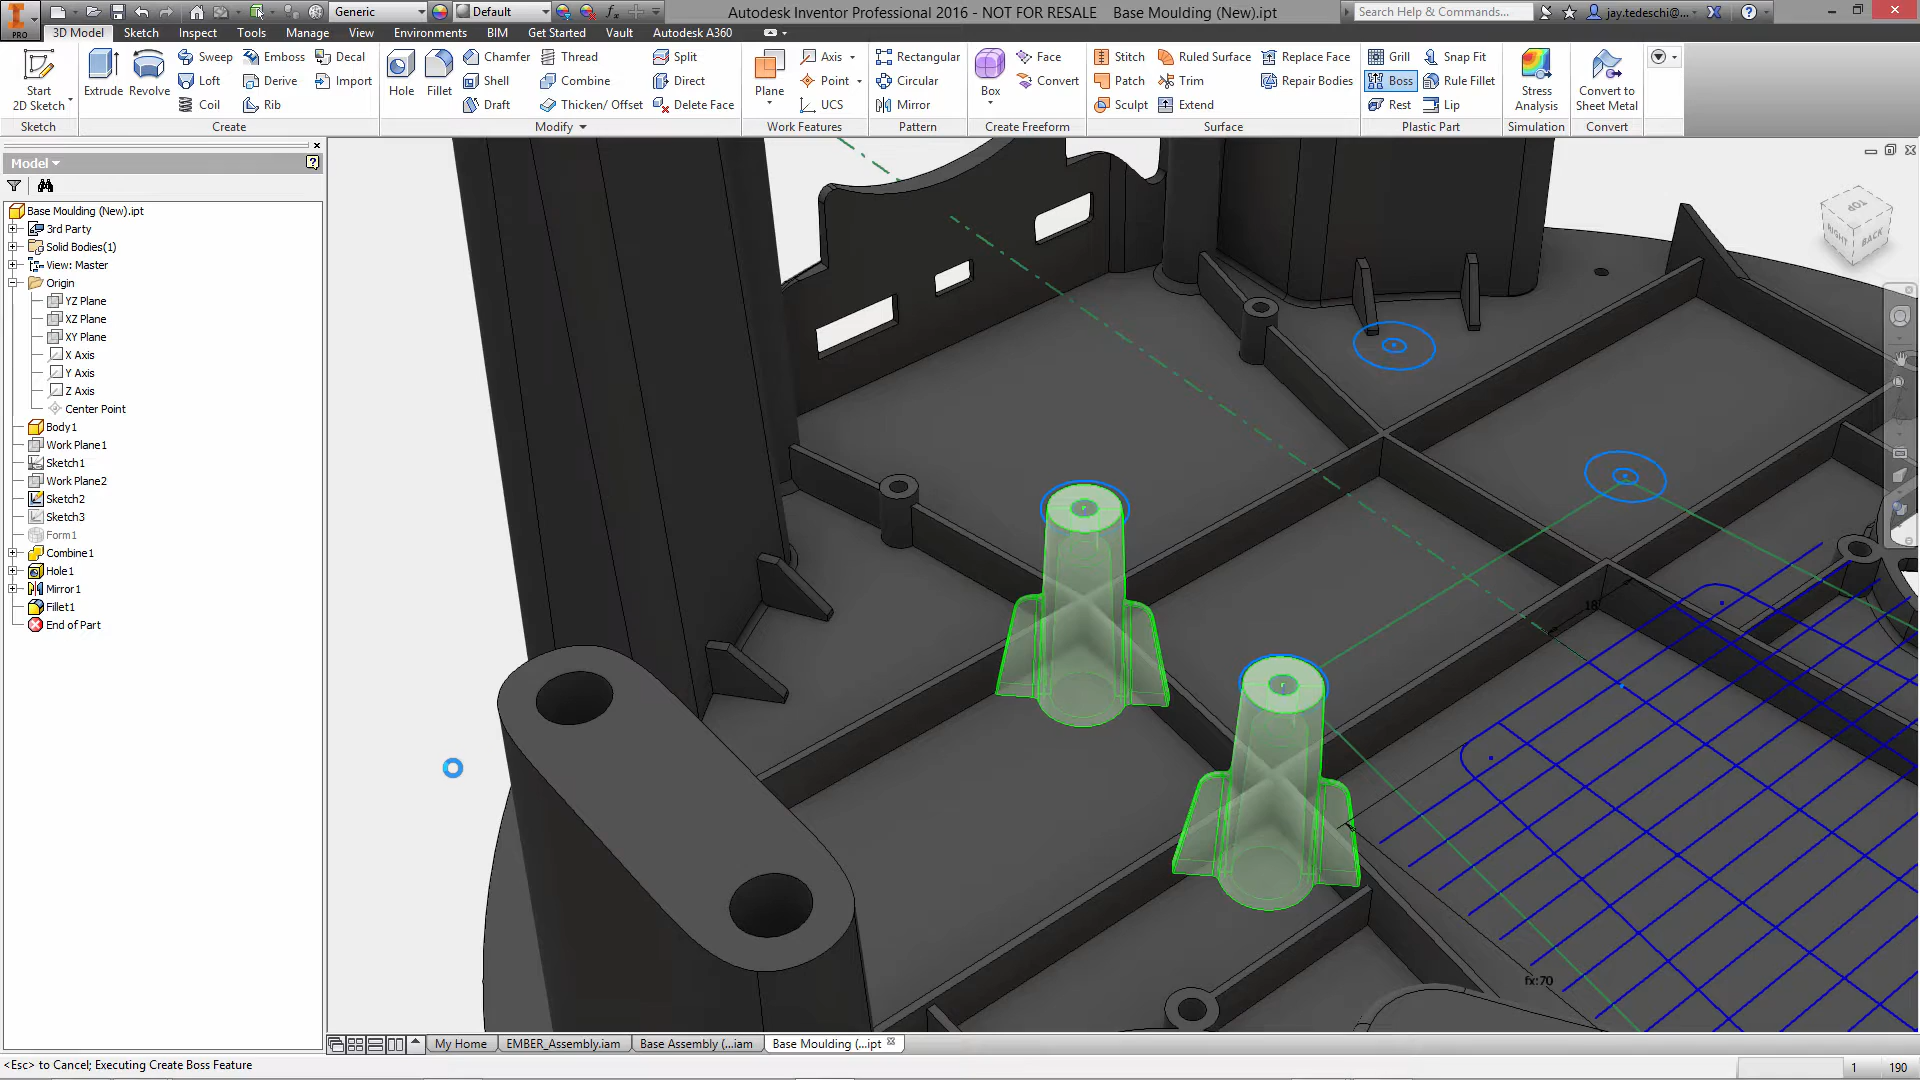 Generic
Default
Autodesk Inventor Professional 2016 - NOT FOR RESALE Base Moulding (New).ipt
Search Help & Commands...
jay.tedeschi@...
PRO
3D Model Sketch Inspect Tools Manage View Environments BIM Get Started Vault Autodesk A360
Start
2D Sketch
Extrude
Revolve
Sweep
Loft
Coil
Emboss
Derive
Rib
Decal
Import
Hole
Fillet
Chamfer
Shell
Draft
Thread
Combine
Thicken/ Offset
Split
Direct
Delete Face
Plane
Axis
Point
UCS
Rectangular
Circular
Mirror
Box
Face
Convert
Stitch
Patch
Sculpt
Ruled Surface
Trim
Extend
Replace Face
Repair Bodies
Grill
Boss
Rest
Snap Fit
Rule Fillet
Lip
Stress
Analysis
Convert to
Sheet Metal
Sketch Create Modify Work Features Pattern Create Freeform Surface Plastic Part Simulation Convert
Model
Base Moulding (New).ipt
3rd Party
Solid Bodies(1)
View: Master
Origin
YZ Plane
XZ Plane
XY Plane
X Axis
Y Axis
Z Axis
Center Point
Body1
Work Plane1
Sketch1
Work Plane2
Sketch2
Sketch3
Form1
Combine1
Hole1
Mirror1
Fillet1
End of Part
TOP
RIGHT
BACK
18
fx:70
My Home EMBER_Assembly.iam Base Assembly (...iam Base Moulding (...ipt
<Esc> to Cancel; Executing Create Boss Feature
1 190